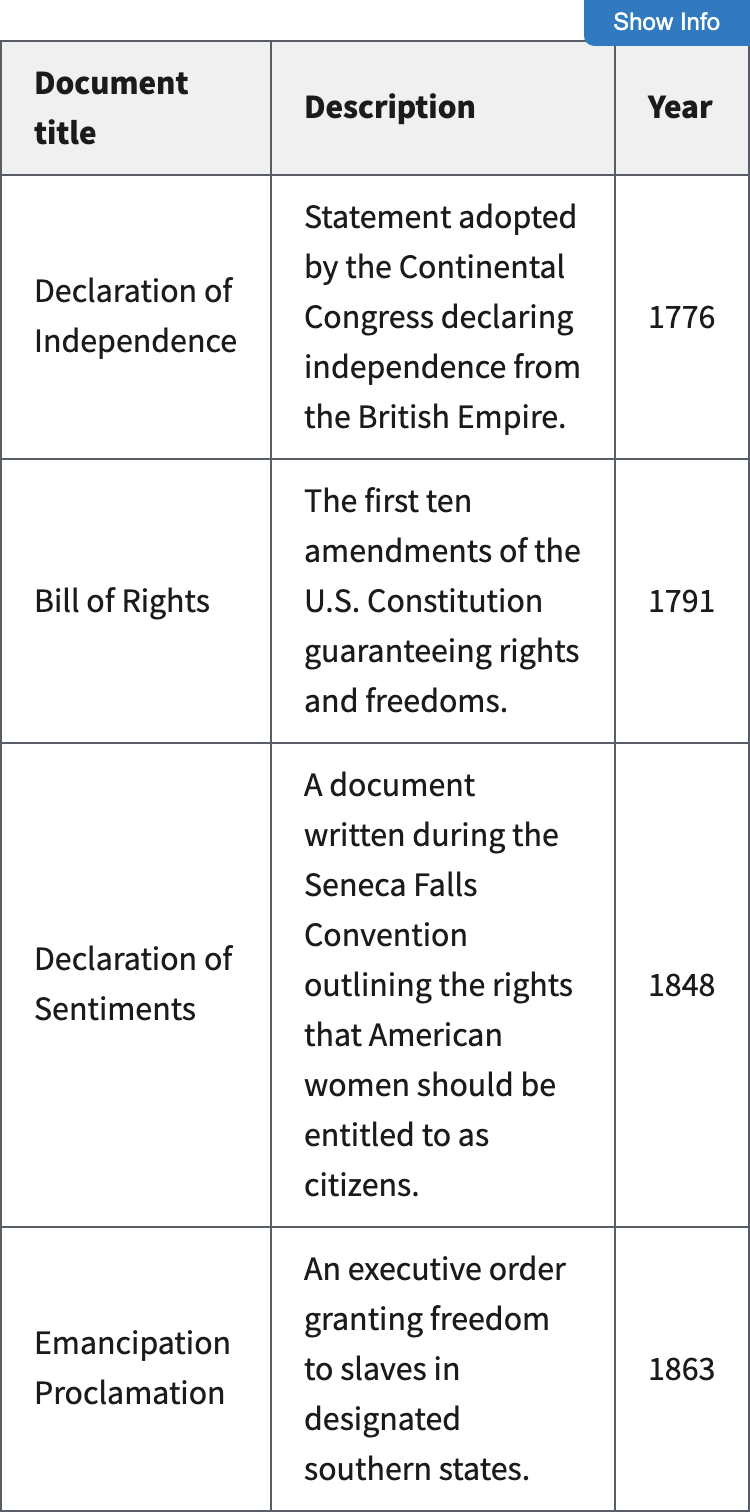 Show Info
Document
title
Description
Year
Declaration of
Independence
Statement adopted
by the Continental
Congress declaring
independence from
the British Empire.
1776
Bill of Rights
The first ten
amendments of the
U.S. Constitution
guaranteeing rights
and freedoms.
1791
Declaration of
Sentiments
A document
written during the
Seneca Falls
Convention
outlining the rights
that American
women should be
entitled to as
citizens.
1848
Emancipation
Proclamation
An executive order
granting freedom
to slaves in
designated
southern states.
1863